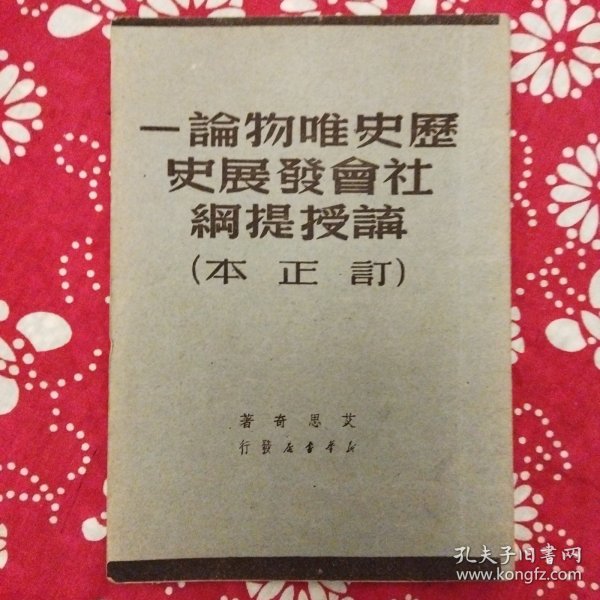 歷史唯物論一
社會發展史
講授提綱
(訂正本)
艾思奇著
新華書店發行
孔夫子旧书网
www.kongfz.com